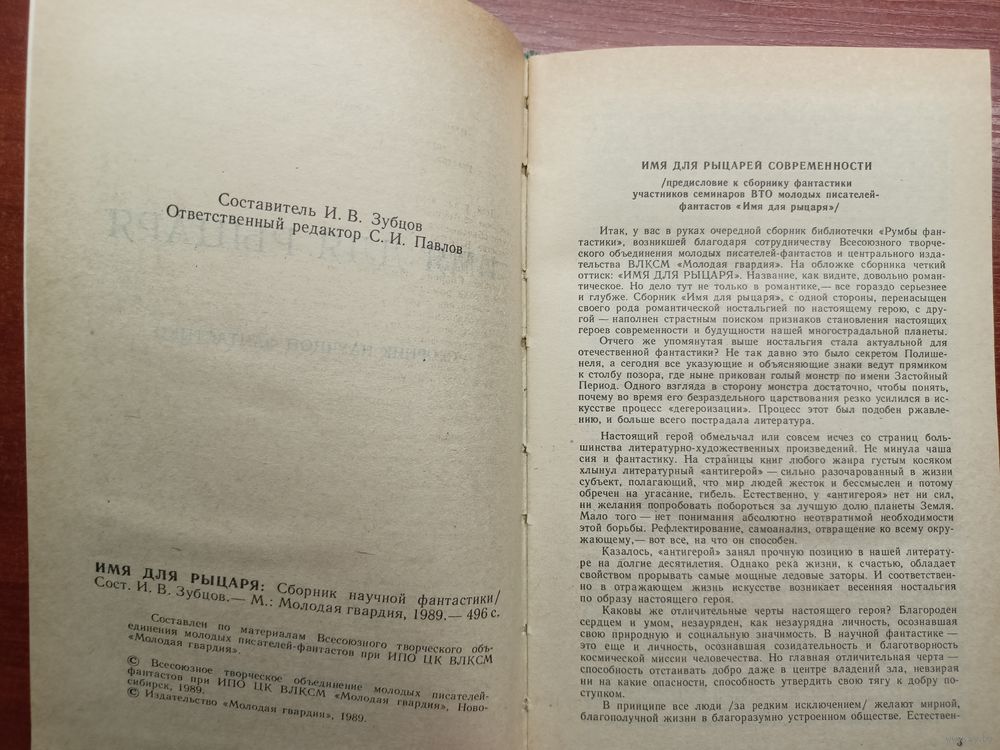 Составитель И. В. Зубцов
Ответственный редактор С. И. Павлов
ИМЯ ДЛЯ РЫЦАРЯ: Сборник научной фантастики/
Сост. И. В. Зубцов.— М.: Молодая гвардия, 1989.— 496 с.
Составлен по материалам Всесоюзного творческого объ-
единения молодых писателей-фантастов при ИПО ЦК ВЛКСМ
«Молодая гвардия».
© Всесоюзное творческое объединение молодых писателей-
фантастов при ИПО ЦК ВЛКСМ «Молодая гвардия», Ново-
сибирск, 1989.
© Издательство «Молодая гвардия», 1989.
ИМЯ ДЛЯ РЫЦАРЕЙ СОВРЕМЕННОСТИ
/предисловие к сборнику фантастики
участников семинаров ВТО молодых писателей-
фантастов «Имя для рыцаря»/
Итак, у вас в руках очередной сборник библиотечки «Румбы фан-
тастики», возникшей благодаря сотрудничеству Всесоюзного творчес-
кого объединения молодых писателей-фантастов и центрального изда-
тельства ВЛКСМ «Молодая гвардия». На обложке сборника четкий
оттиск: «ИМЯ ДЛЯ РЫЦАРЯ». Название, как видите, довольно роман-
тическое. Но дело тут не только в романтике,— все гораздо серьезнее
и глубже. Сборник «Имя для рыцаря», с одной стороны, перенасыщен
своего рода романтической ностальгией по настоящему герою, с дру-
гой — наполнен страстным поиском признаков становления настоящих
героев современности и будущности нашей многострадальной планеты.
Отчего же упомянутая выше ностальгия стала актуальной для
отечественной фантастики? Не так давно это было секретом Полише-
неля, а сегодня все указующие и объясняющие знаки ведут прямиком
к столбу позора, где ныне прикован голый монстр по имени Застойный
Период. Одного взгляда в сторону монстра достаточно, чтобы понять,
почему во время его безраздельного царствования резко усилился в ис-
кусстве процесс «дегероизации». Процесс этот был подобен ржавле-
нию, и больше всего пострадала литература.
Настоящий герой обмельчал или совсем исчез со страниц боль-
шинства литературно-художественных произведений. Не минула чаша
сия и фантастику. На страницы книг любого жанра густым косяком
хлынул литературный «антигерой» — сильно разочарованный в жизни
субъект, полагающий, что мир людей жесток и бессмыслен и потому
обречен на угасание, гибель. Естественно, у «антигероя» нет ни сил,
ни желания попробовать побороться за лучшую долю планеты Земля.
Мало того — нет понимания абсолютно неотвратимой необходимости
этой борьбы. Рефлектирование, самоанализ, отвращение ко всему окру-
жающему,— вот все, на что он способен.
Казалось, «антигерой» занял прочную позицию в нашей литерату-
ре на долгие десятилетия. Однако река жизни, к счастью, обладает
свойством прорывать самые мощные ледовые заторы. И соответственно
в отражающем жизнь искусстве возникает весенняя ностальгия
по образу настоящего героя.
Каковы же отличительные черты настоящего героя? Благороден
сердцем и умом, незауряден, как незаурядна личность, осознавшая
свою природную и социальную значимость. В научной фантастике —
это еще и личность, осознавшая созидательность и благотворность
космической миссии человечества. Но главная отличительная черта —
способность отстаивать добро даже в центре владений зла, невзирая
ни на какие опасности, способность утвердить свою тягу к добру по-
ступком.
В принципе все люди /за редким исключением/ желают мирной,
благополучной жизни в благоразумно устроенном обществе. Естествен-
3